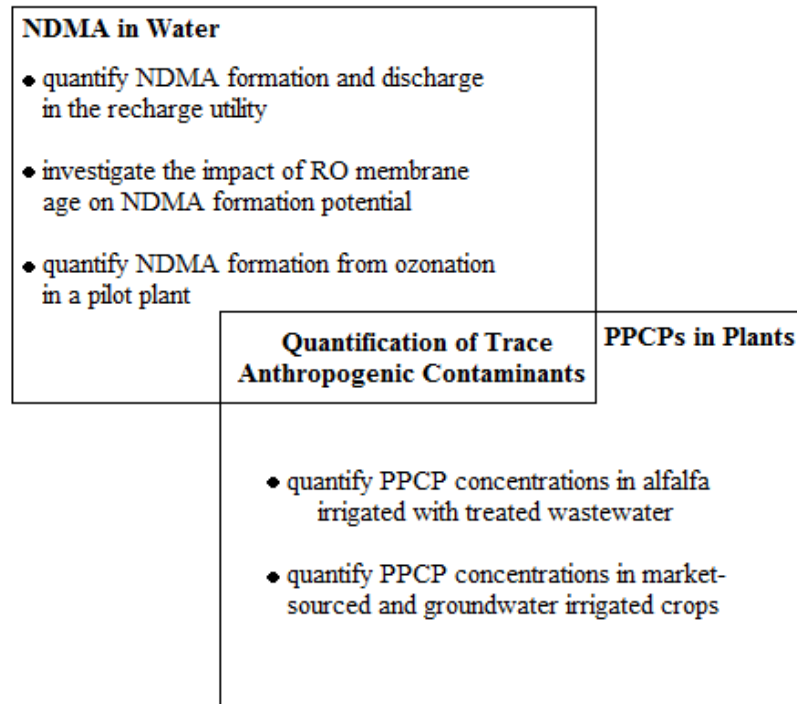 NDMA in Water
● quantify NDMA formation and discharge
in the recharge utility
● investigate the impact of RO membrane
age on NDMA formation potential
● quantify NDMA formation from ozonation
in a pilot plant
Quantification of Trace
Anthropogenic Contaminants
PPCPs in Plants
● quantify PPCP concentrations in alfalfa
irrigated with treated wastewater
● quantify PPCP concentrations in market-
sourced and groundwater irrigated crops